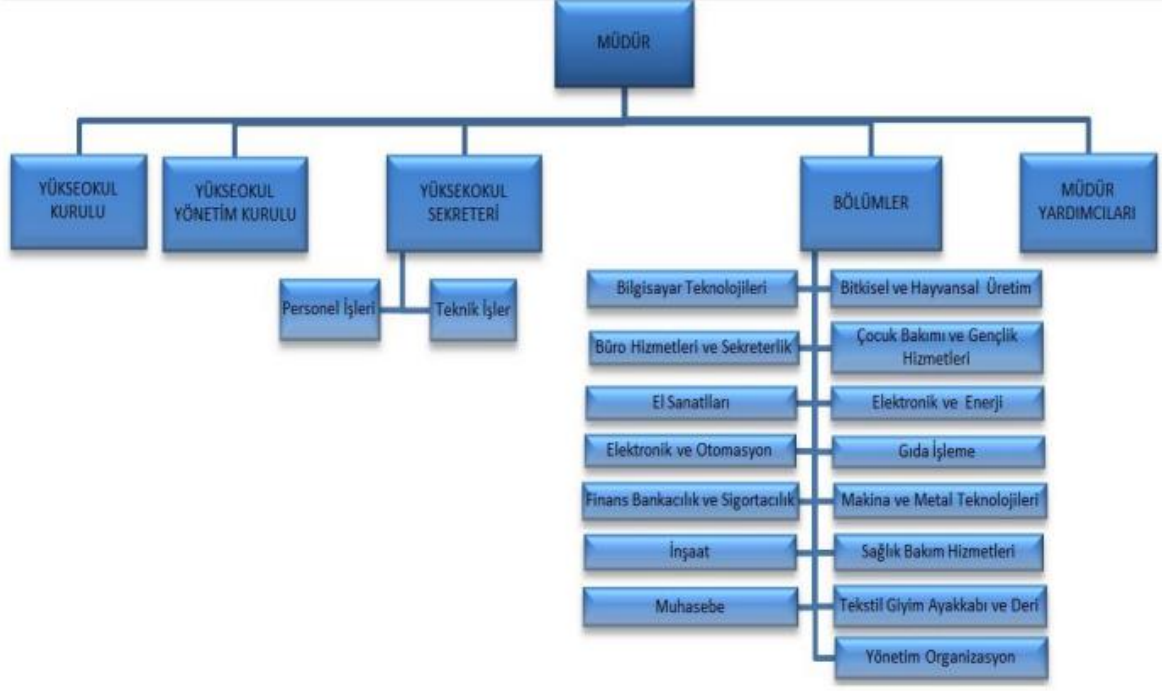 MÜDÜR
YÜKSEOKUL
KURULU
YÜKSEOKUL
YÖNETİM KURULU
YÜKSEKOKUL
SEKRETERİ
BÖLÜMLER
MÜDÜR
YARDIMCILARI
Personel İşleri
Teknik İşler
Bilgisayar Teknolojileri
Bitkisel ve Hayvansal Üretim
Büro Hizmetleri ve Sekreterlik
Çocuk Bakımı ve Gençlik
Hizmetleri
El Sanatlları
Elektronik ve Enerji
Elektronik ve Otomasyon
Gıda İşleme
Finans Bankacılık ve Sigortacılık
Makina ve Metal Teknolojileri
İnşaat
Sağlık Bakım Hizmetleri
Muhasebe
Tekstil Giyim Ayakkabı ve Deri
Yönetim Organizasyon